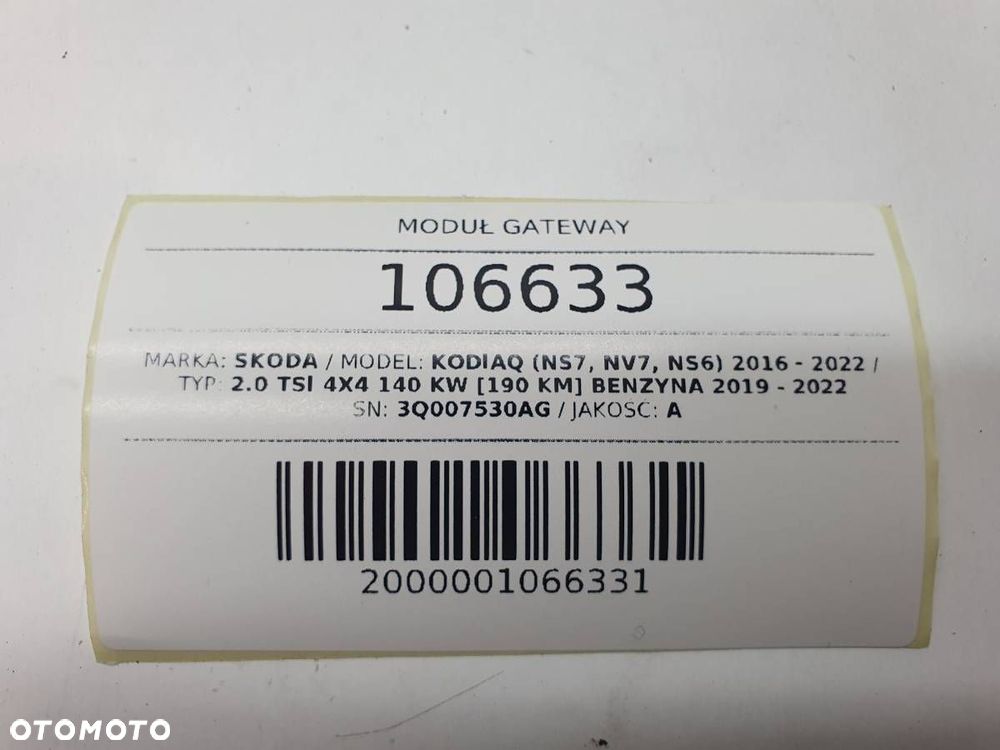 MODUŁ GATEWAY
106633
MARKA: SKODA / MODEL: KODIAQ (NS7, NV7, NS6) 2016 - 2022 /
TYP: 2.0 TSI 4X4 140 KW [190 KM] BENZYNA 2019 - 2022
SN: 3Q007530AG / JAKOŚĆ: A
2000001066331
OTOMOTO